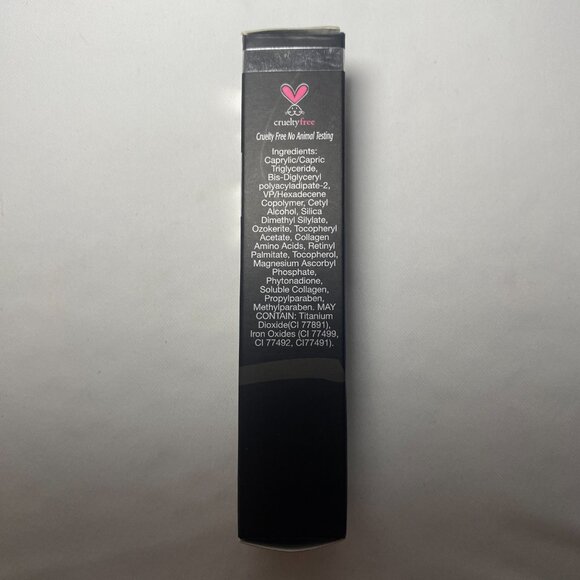 crueltyfree
Cruelty Free No Animal Testing
Ingredients:
Caprylic/Capric
Triglyceride,
Bis-Diglyceryl
polyacyladipate-2,
VP/Hexadecene
Copolymer, Cetyl
Alcohol, Silica
Dimethyl Silylate,
Ozokerite, Tocopheryl
Acetate, Collagen
Amino Acids, Retinyl
Palmitate, Tocopherol,
Magnesium Ascorbyl
Phosphate,
Phytonadione,
Soluble Collagen,
Propylparaben,
Methylparaben. MAY
CONTAIN: Titanium
Dioxide(CI 77891),
Iron Oxides (CI 77499,
CI 77492, CI77491).